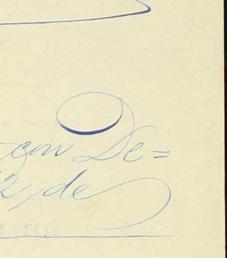 con De=
de